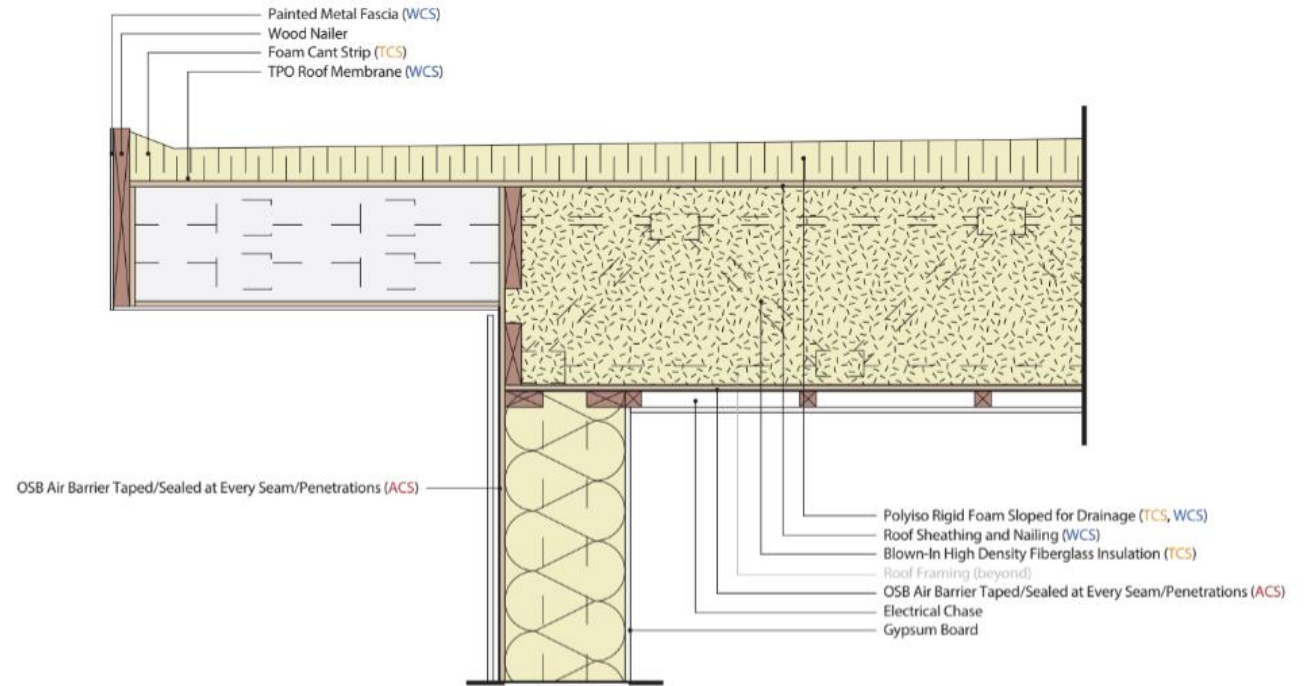 Painted Metal Fascia (WCS)
Wood Nailer
Foam Cant Strip (TCS)
TPO Roof Membrane (WCS)
OSB Air Barrier Taped/Sealed at Every Seam/Penetrations (ACS)
Polyiso Rigid Foam Sloped for Drainage (TCS, WCS)
Roof Sheathing and Nailing (WCS)
Blown-In High Density Fiberglass Insulation (TCS)
Roof Framing (beyond)
OSB Air Barrier Taped/Sealed at Every Seam/Penetrations (ACS)
Electrical Chase
Gypsum Board